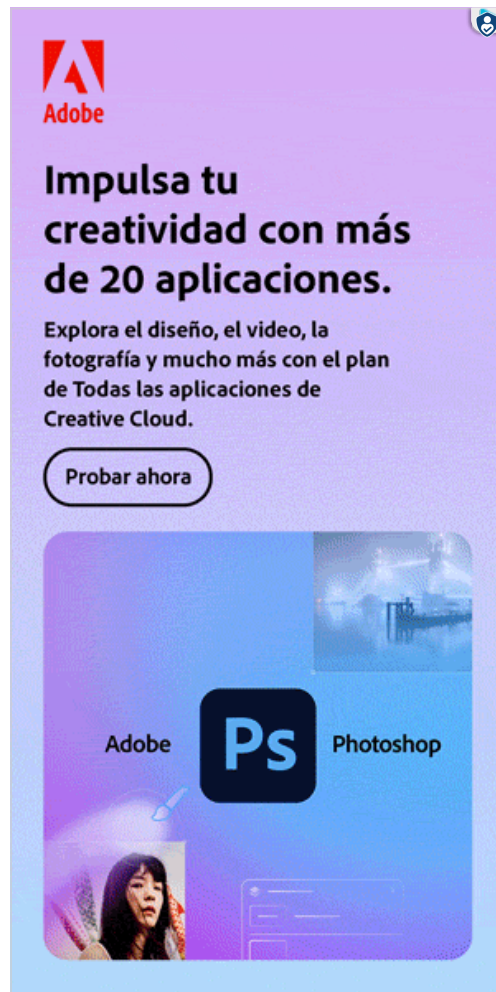 Adobe
Impulsa tu
creatividad con más
de 20 aplicaciones.
Explora el diseño, el video, la
fotografía y mucho más con el plan
de Todas las aplicaciones de
Creative Cloud.
Probar ahora
Adobe Ps Photoshop